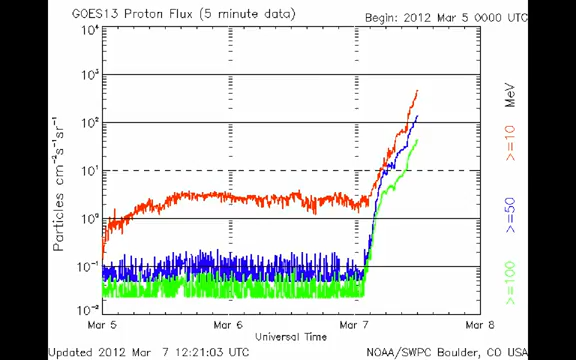 GOES13 Proton Flux (5 minute data)
Begin: 2012 Mar 5 0000 UTC
Particles cm⁻²s⁻¹sr⁻¹
10⁴
10³
10²
10¹
10⁰
10⁻¹
10⁻²
Mar 5
Mar 6
Mar 7
Mar 8
Universal Time
>=10 MeV
>=50
>=100
Updated 2012 Mar 7 12:21:03 UTC
NOAA/SWPC Boulder, CO USA